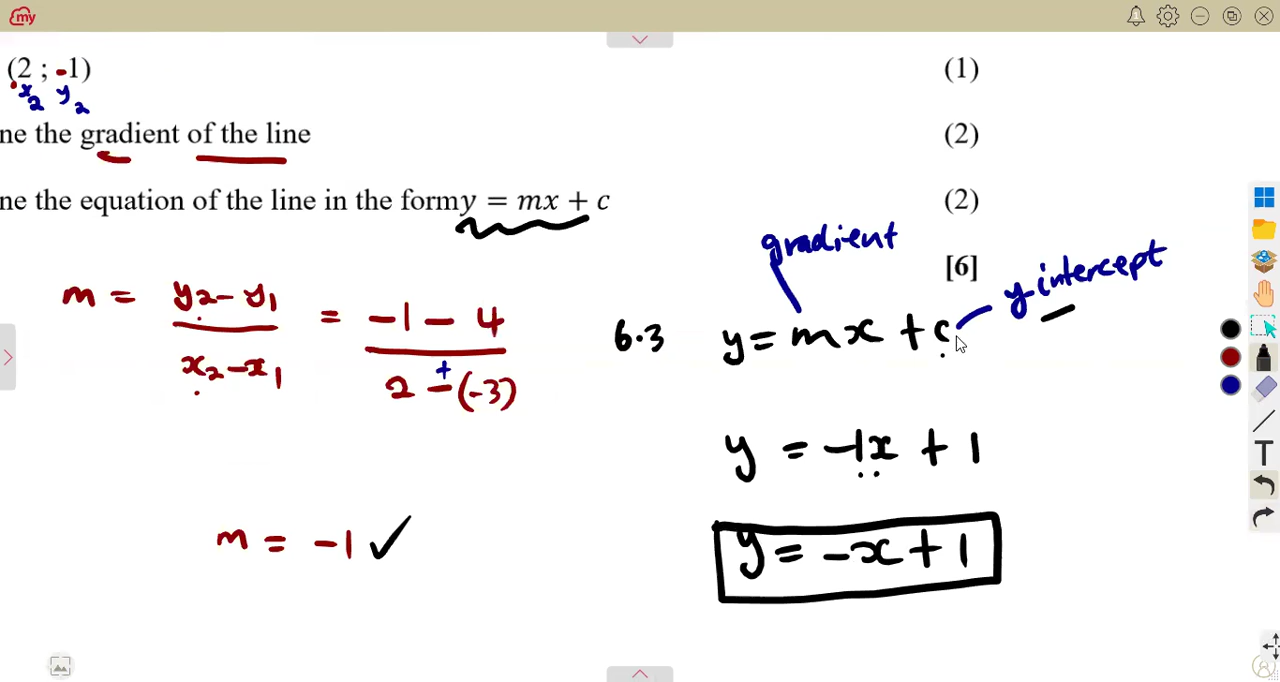 my
(2 ; -1) (1)
x2 y2
ne the gradient of the line (2)
ne the equation of the line in the formy = mx + c (2)
gradient
[6]
y intercept
m = y2 - y1 / x2 - x1 = -1 - 4 / 2 - (-3)
+
6.3 y = mx + c
y = -1x + 1
m = -1 ✓
y = -x + 1
T